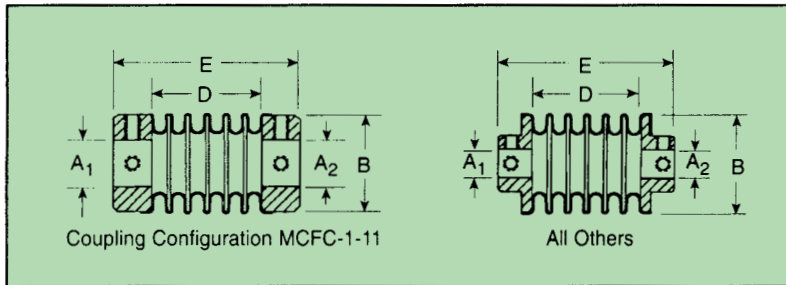 E E
D D
A₁ A₂ B A₁ A₂ B
Coupling Configuration MCFC-1-11 All Others